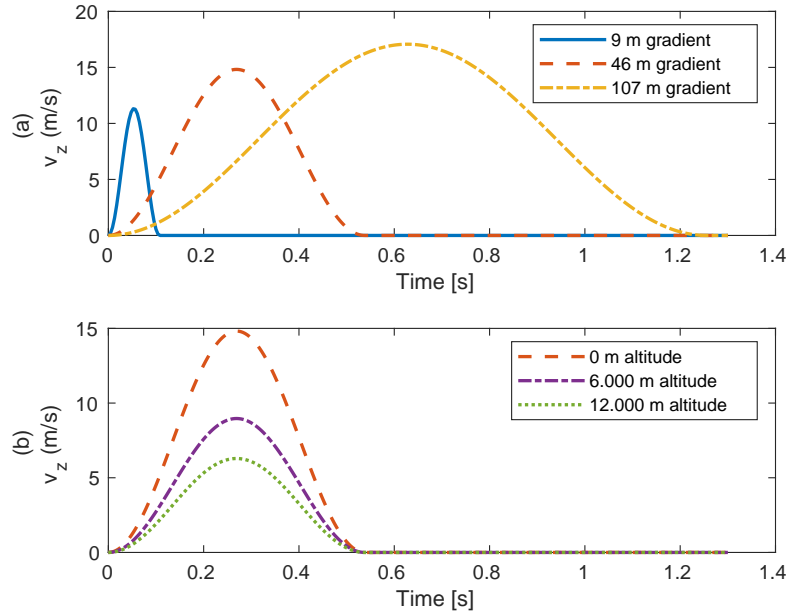 20
15
10
5
0
(a)
v_z (m/s)
9 m gradient
46 m gradient
107 m gradient
0 0.2 0.4 0.6 0.8 1 1.2 1.4
Time [s]
15
10
5
0
(b)
v_z (m/s)
0 m altitude
6.000 m altitude
12.000 m altitude
0 0.2 0.4 0.6 0.8 1 1.2 1.4
Time [s]